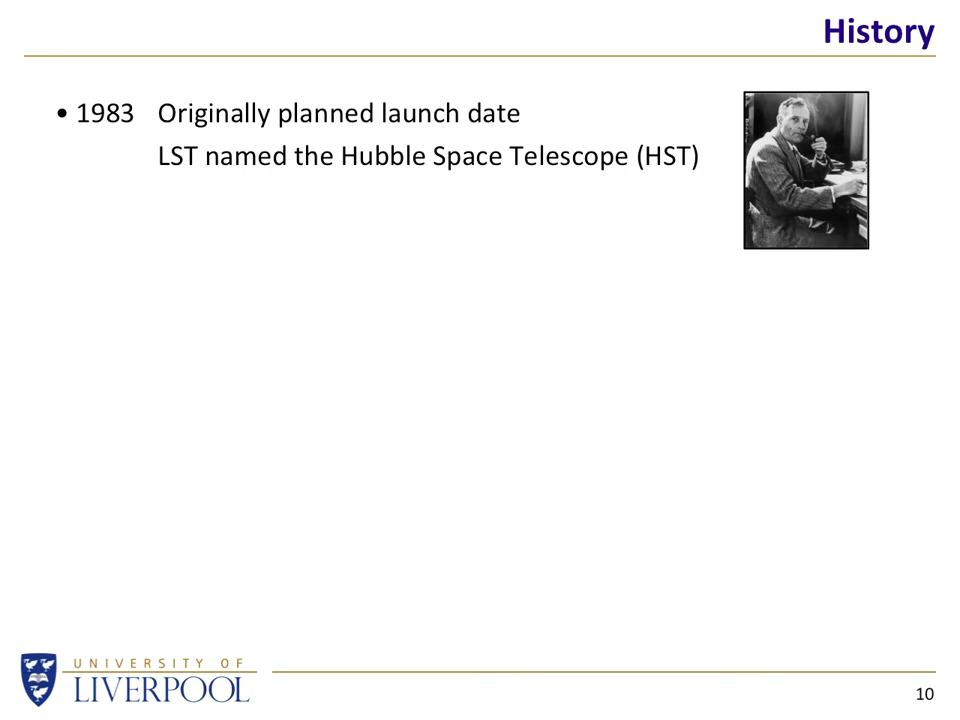 History
• 1983 Originally planned launch date
LST named the Hubble Space Telescope (HST)
UNIVERSITY OF
LIVERPOOL
10